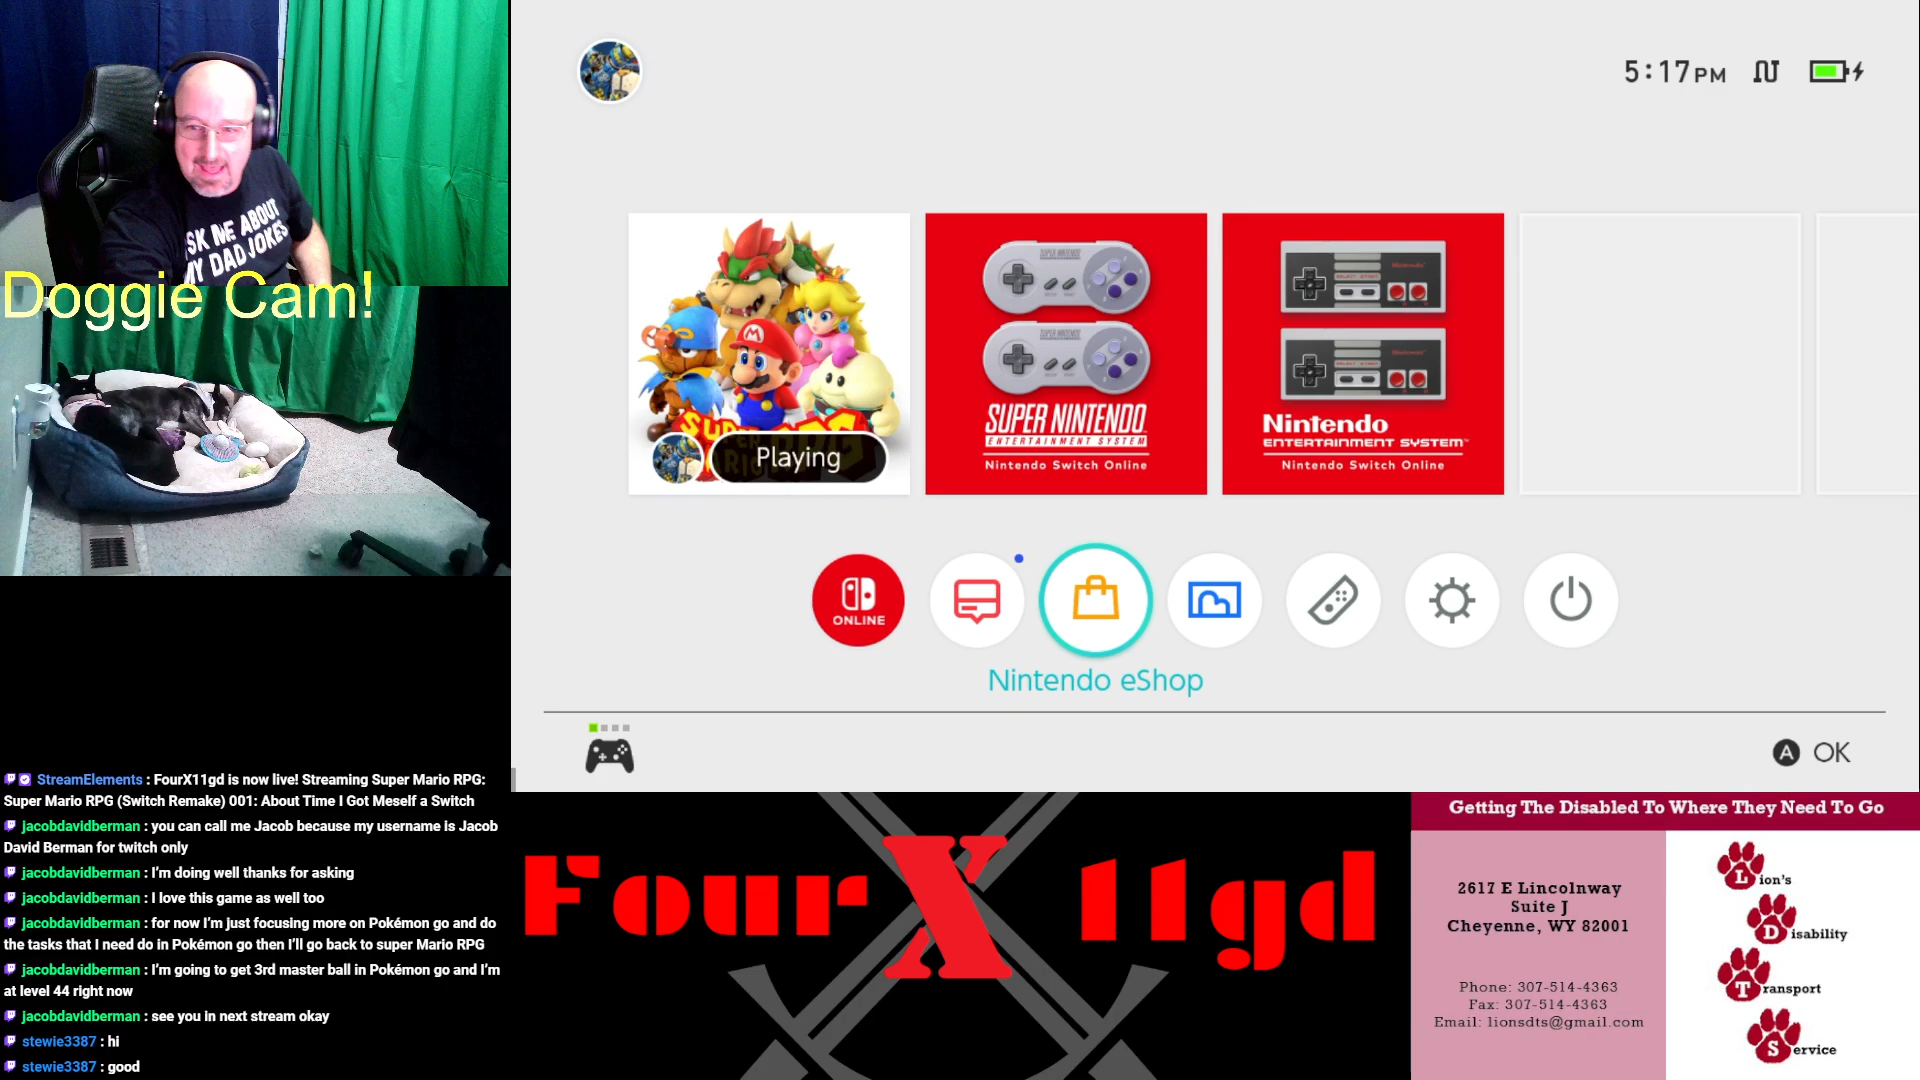 SK ME ABOUT
MY DAD JOKES
Doggie Cam!
5:17PM
Playing
SUPER NINTENDO
ENTERTAINMENT SYSTEM
Nintendo Switch Online
Nintendo
ENTERTAINMENT SYSTEM™
Nintendo Switch Online
ONLINE
Nintendo eShop
A OK
StreamElements : FourX11gd is now live! Streaming Super Mario RPG:
Super Mario RPG (Switch Remake) 001: About Time I Got Meself a Switch
jacobdavidberman : you can call me Jacob because my username is Jacob
David Berman for twitch only
jacobdavidberman : I'm doing well thanks for asking
jacobdavidberman : I love this game as well too
jacobdavidberman : for now I'm just focusing more on Pokémon go and do
the tasks that I need do in Pokémon go then I'll go back to super Mario RPG
jacobdavidberman : I'm going to get 3rd master ball in Pokémon go and I'm
at level 44 right now
jacobdavidberman : see you in next stream okay
stewie3387 : hi
stewie3387 : good
FourX11gd
Getting The Disabled To Where They Need To Go
2617 E Lincolnway
Suite J
Cheyenne, WY 82001
Phone: 307-514-4363
Fax: 307-514-4363
Email: lionsdts@gmail.com
Lion's
Disability
Transport
Service